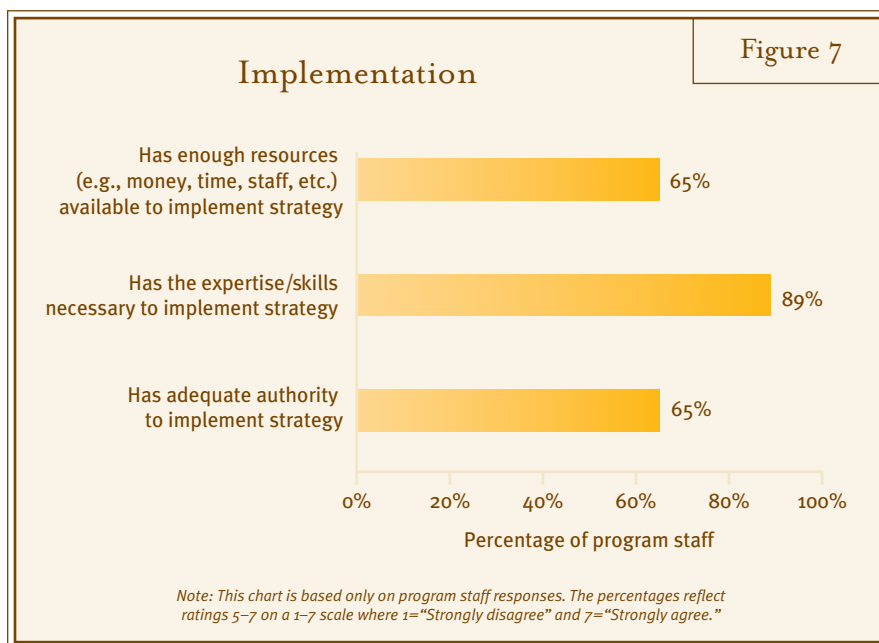 Figure 7
Implementation
Has enough resources
(e.g., money, time, staff, etc.)
available to implement strategy
65%
Has the expertise/skills
necessary to implement strategy
89%
Has adequate authority
to implement strategy
65%
0% 20% 40% 60% 80% 100%
Percentage of program staff
Note: This chart is based only on program staff responses. The percentages reflect
ratings 5–7 on a 1–7 scale where 1=“Strongly disagree” and 7=“Strongly agree.”